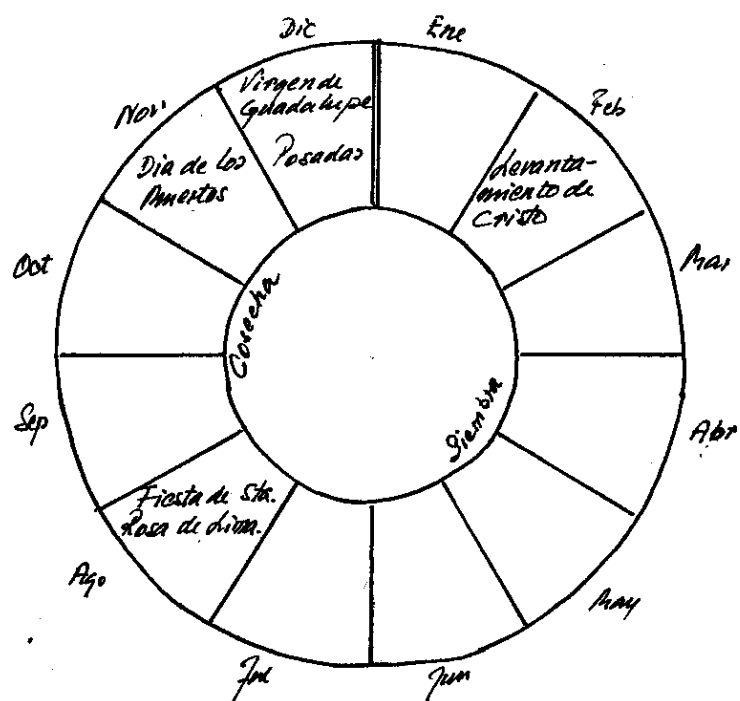 Dic
Ene
Nov
Virgen de
Guadalupe
Posadas
Feb
Dia de los
Muertos
Levanta-
miento de
Cristo
Oct
Mar
Cosecha
Siembra
Sep
Abr
Fiesta de Sta.
Rosa de Lima.
Ago
May
Jul
Jun